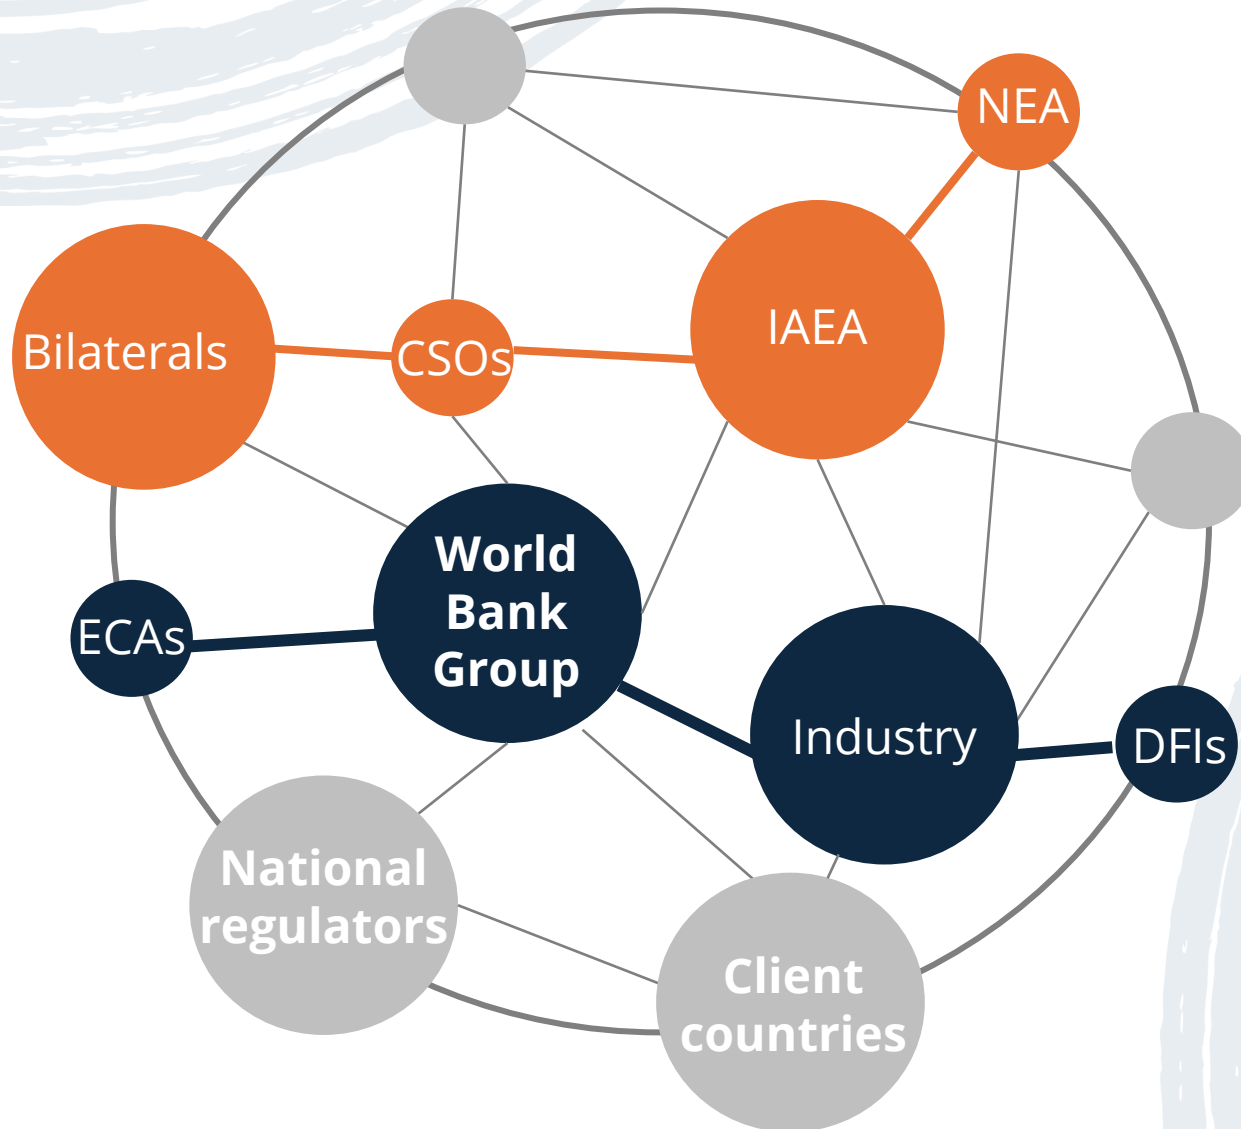 NEA
IAEA
Bilaterals
CSOs
World
Bank
Group
ECAs
Industry
DFIs
National
regulators
Client
countries